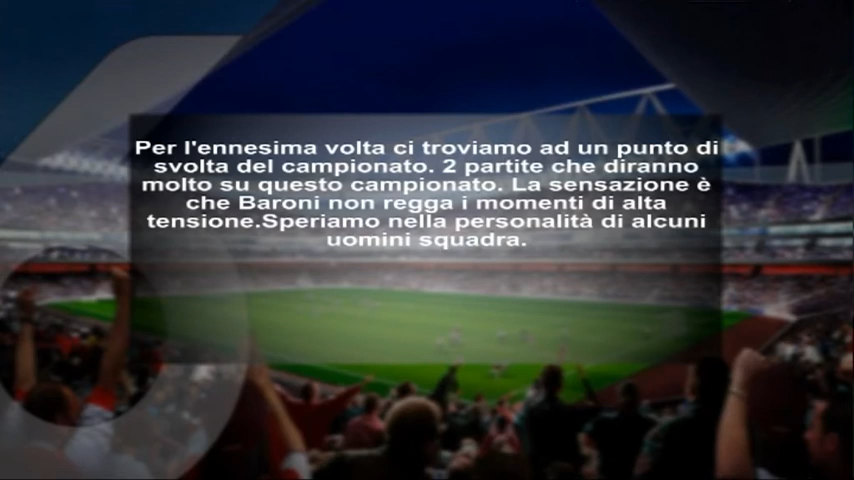 Per l'ennesima volta ci troviamo ad un punto di
svolta del campionato. 2 partite che diranno
molto su questo campionato. La sensazione è
che Baroni non regga i momenti di alta
tensione.Speriamo nella personalità di alcuni
uomini squadra.